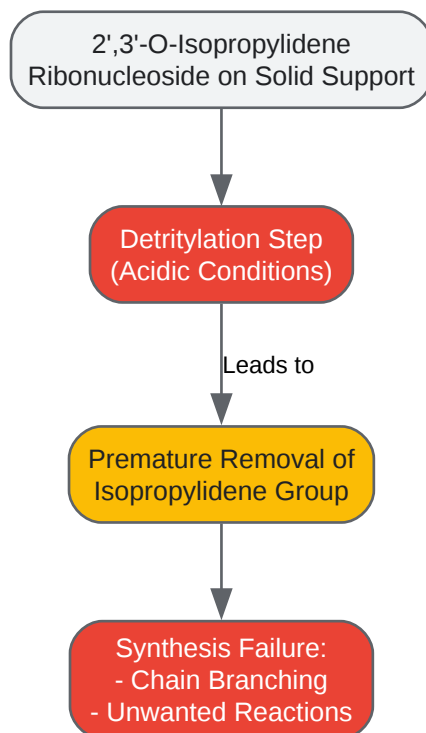 2',3'-O-Isopropylidene
Ribonucleoside on Solid Support
Detritylation Step
(Acidic Conditions)
Leads to
Premature Removal of
Isopropylidene Group
Synthesis Failure:
- Chain Branching
- Unwanted Reactions